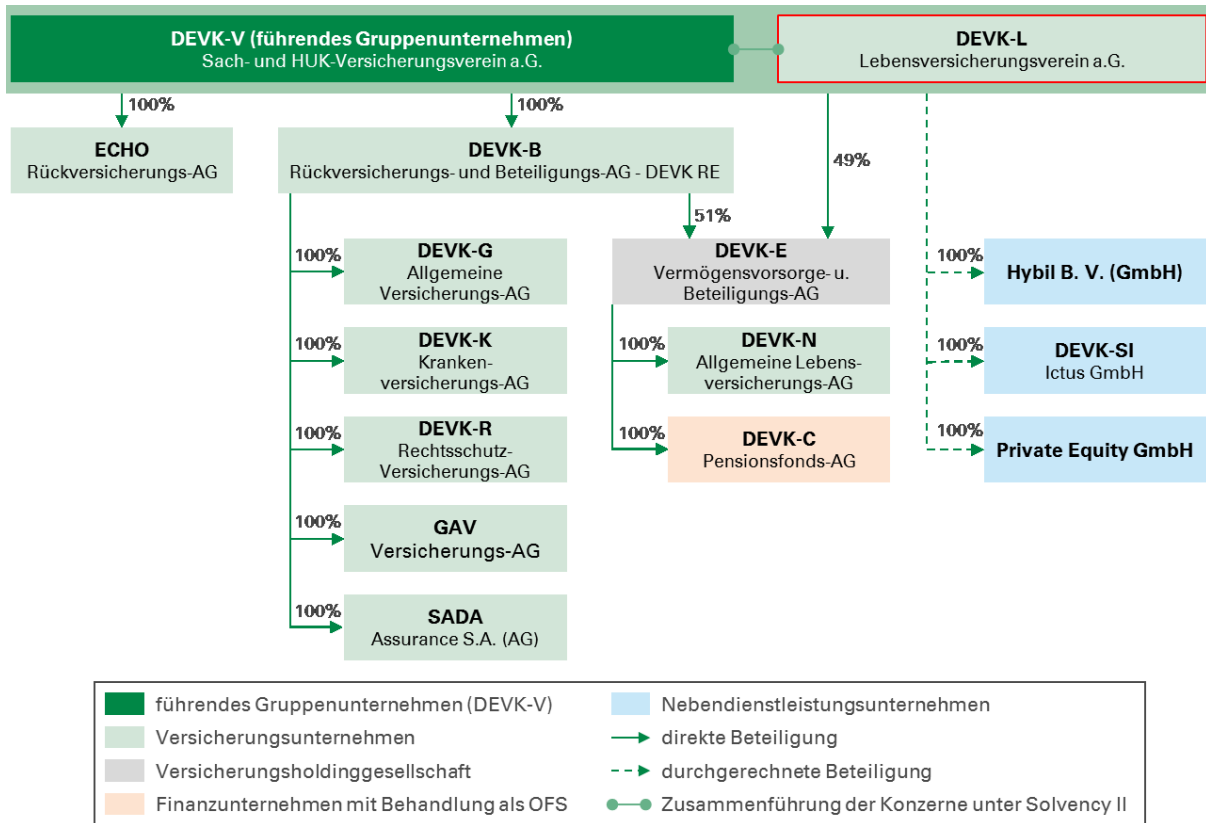 DEVK-V (führendes Gruppenunternehmen)
Sach- und HUK-Versicherungsverein a.G.
DEVK-L
Lebensversicherungsverein a.G.
100%
100%
49%
ECHO
Rückversicherungs-AG
DEVK-B
Rückversicherungs- und Beteiligungs-AG - DEVK RE
51%
100%
DEVK-G
Allgemeine
Versicherungs-AG
DEVK-E
Vermögensvorsorge- u.
Beteiligungs-AG
100%
Hybil B. V. (GmbH)
100%
DEVK-K
Kranken-
versicherungs-AG
100%
DEVK-N
Allgemeine Lebens-
versicherungs-AG
100%
DEVK-SI
Ictus GmbH
100%
DEVK-R
Rechtsschutz-
Versicherungs-AG
100%
DEVK-C
Pensionsfonds-AG
100%
Private Equity GmbH
100%
GAV
Versicherungs-AG
100%
SADA
Assurance S.A. (AG)
führendes Gruppenunternehmen (DEVK-V)
Versicherungsunternehmen
Versicherungsholdinggesellschaft
Finanzunternehmen mit Behandlung als OFS
Nebendienstleistungsunternehmen
direkte Beteiligung
durchgerechnete Beteiligung
Zusammenführung der Konzerne unter Solvency II